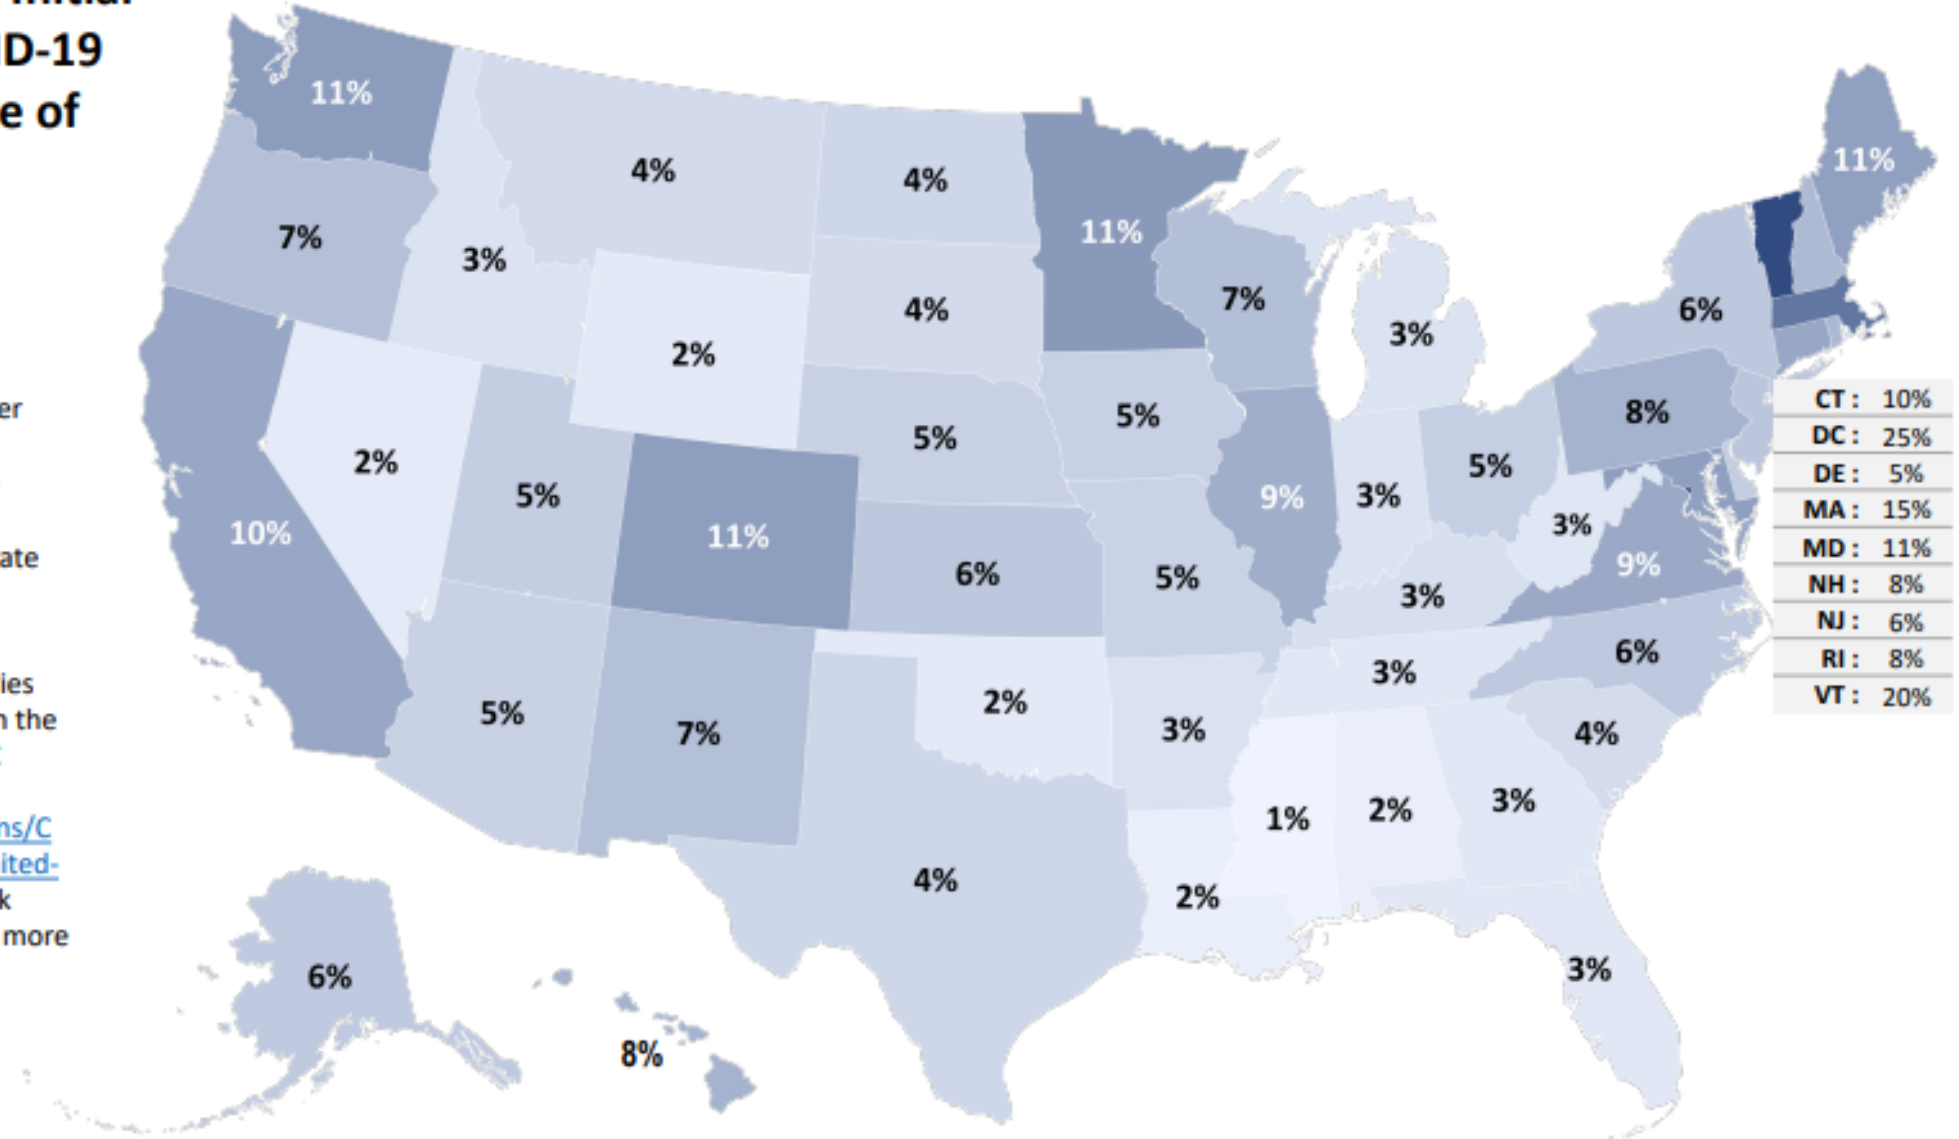 initial
ID-19
e of
er
ate
ies
n the
ns/C
ited-
k
more
11%
7%
10%
3%
2%
4%
2%
5%
11%
5%
7%
4%
4%
5%
6%
2%
4%
11%
5%
5%
3%
2%
7%
9%
3%
3%
5%
3%
3%
3%
1%
2%
3%
3%
4%
6%
9%
8%
6%
11%
6%
8%
CT : 10%
DC : 25%
DE : 5%
MA : 15%
MD : 11%
NH : 8%
NJ : 6%
RI : 8%
VT : 20%